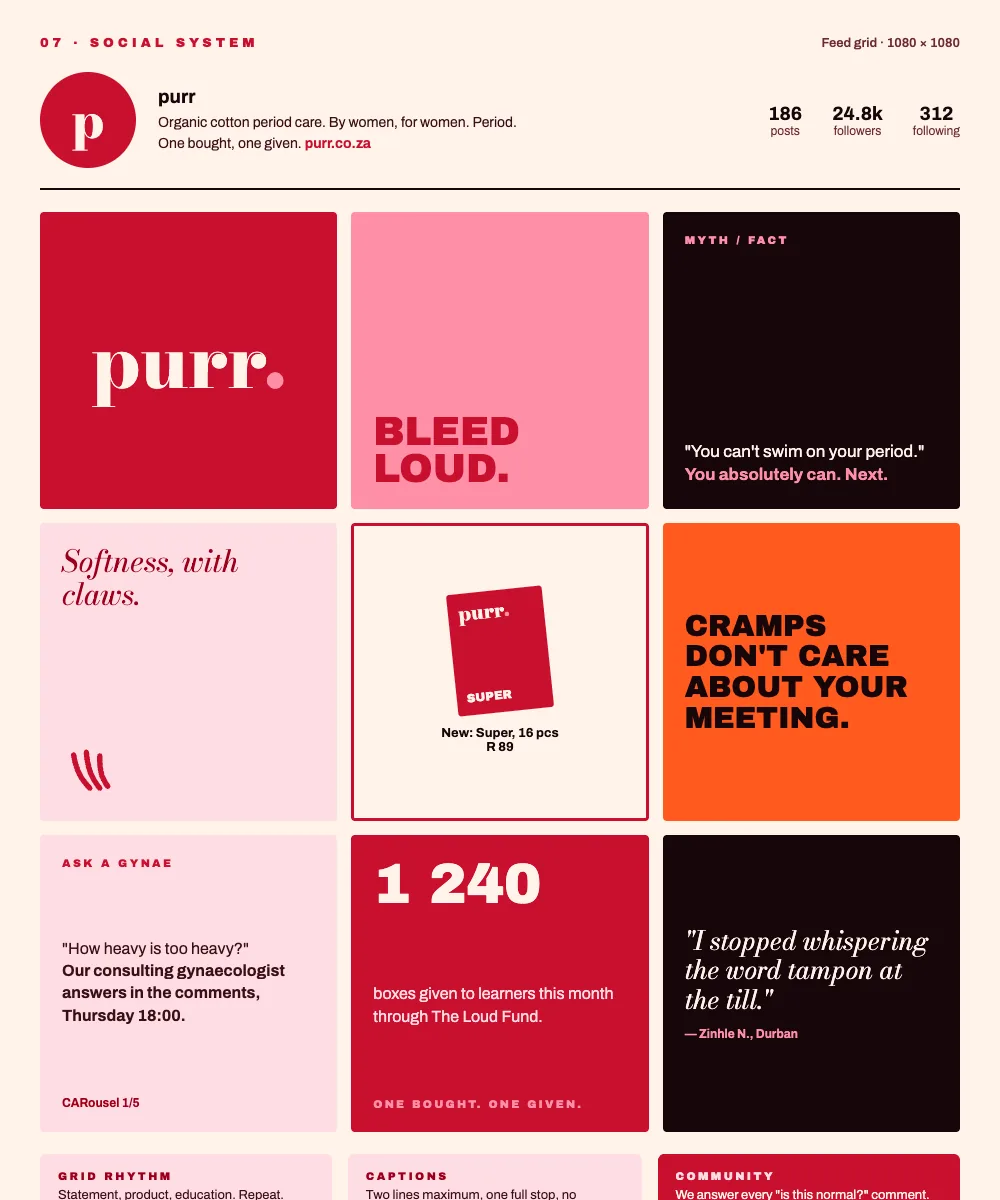 07 · SOCIAL SYSTEM
Feed grid · 1080 × 1080
p
purr
Organic cotton period care. By women, for women. Period.
One bought, one given. purr.co.za
186
posts
24.8k
followers
312
following
purr.
BLEED
LOUD.
MYTH / FACT
"You can't swim on your period."
You absolutely can. Next.
Softness, with
claws.
purr.
SUPER
New: Super, 16 pcs
R 89
CRAMPS
DON'T CARE
ABOUT YOUR
MEETING.
ASK A GYNAE
"How heavy is too heavy?"
Our consulting gynaecologist
answers in the comments,
Thursday 18:00.
CARousel 1/5
1 240
boxes given to learners this month
through The Loud Fund.
ONE BOUGHT. ONE GIVEN.
"I stopped whispering
the word tampon at
the till."
— Zinhle N., Durban
GRID RHYTHM
Statement, product, education. Repeat.
CAPTIONS
Two lines maximum, one full stop, no
COMMUNITY
We answer every "is this normal?" comment.